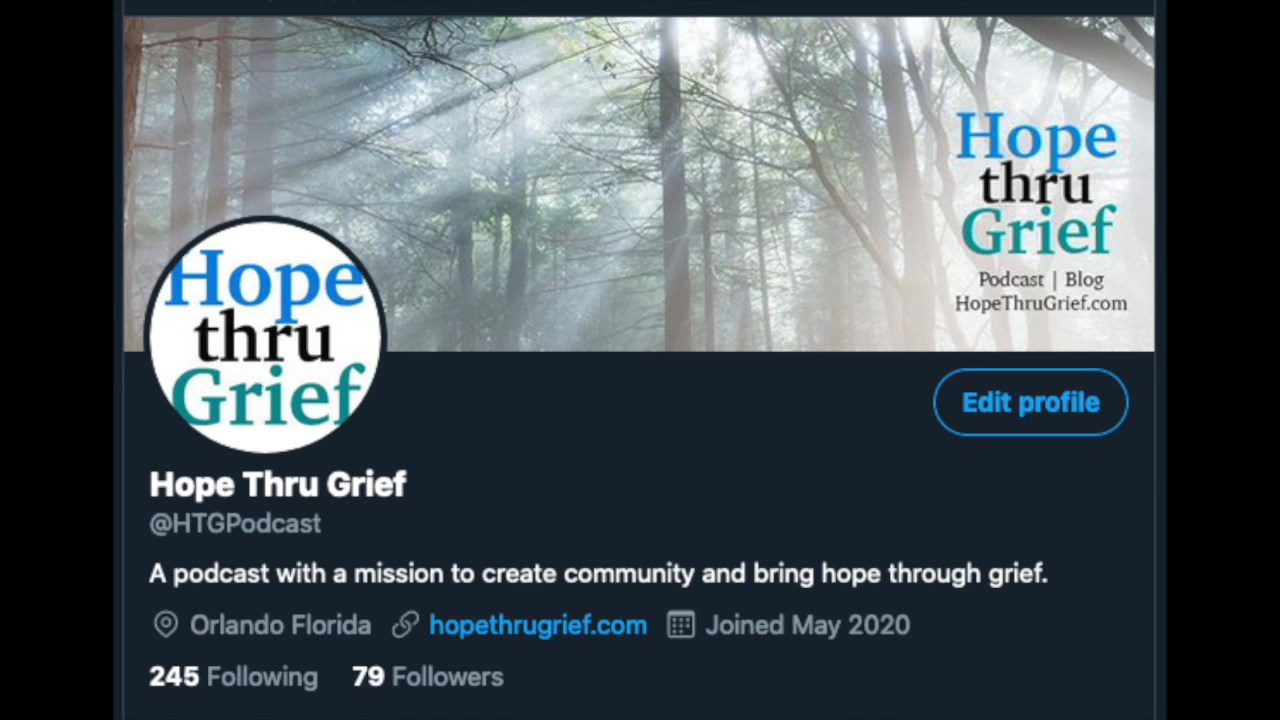 Hope
thru
Grief
Podcast | Blog
HopeThruGrief.com
Hope
thru
Grief
Edit profile
Hope Thru Grief
@HTGPodcast
A podcast with a mission to create community and bring hope through grief.
Orlando Florida hopethrugrief.com Joined May 2020
245 Following 79 Followers